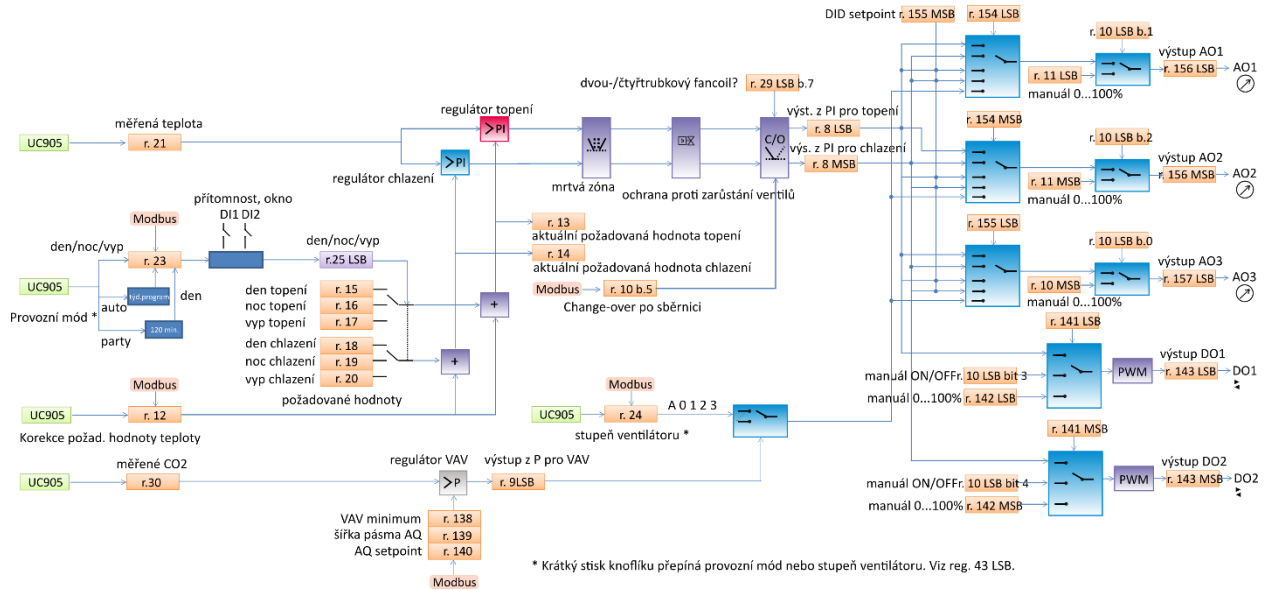 DID setpoint r. 155 MSB
r. 154 LSB
r. 10 LSB b.1
výstup AO1
r. 156 LSB
AO1
r. 11 LSB
manuál 0...100%
dvou-/čtyřtrubkový fancoil?
r. 29 LSB b.7
regulátor topení
výst. z PI pro topení
měřená teplota
UC905
r. 21
>PI
r. 8 LSB
C/O
>PI
výs. z PI pro chlazení
r. 8 MSB
regulátor chlazení
mrtvá zóna
ochrana proti zarůstání ventilů
r. 154 MSB
r. 10 LSB b.2
výstup AO2
r. 156 MSB
AO2
r. 11 MSB
manuál 0...100%
přítomnost, okno
DI1 DI2
Modbus
den/noc/vyp
r. 23
den/noc/vyp
r.25 LSB
UC905
Provozní mód *
auto
týd.program
den
party
120 min.
r. 13
aktuální požadovaná hodnota topení
r. 14
aktuální požadovaná hodnota chlazení
Modbus
r. 10 b.5
Change-over po sběrnici
r. 155 LSB
r. 10 LSB b.0
výstup AO3
r. 157 LSB
AO3
r. 10 MSB
manuál 0...100%
den topení
r. 15
noc topení
r. 16
vyp topení
r. 17
+
den chlazení
r. 18
noc chlazení
r. 19
vyp chlazení
r. 20
+
požadované hodnoty
r. 141 LSB
výstup DO1
PWM
r. 143 LSB
DO1
manuál ON/OFF
r. 10 LSB bit 3
manuál 0...100%
r. 142 LSB
Modbus
UC905
r. 12
Korekce požad. hodnoty teploty
Modbus
UC905
r. 24
A 0 1 2 3
stupeň ventilátoru *
r. 141 MSB
výstup DO2
PWM
r. 143 MSB
DO2
manuál ON/OFF
r. 10 LSB bit 4
manuál 0...100%
r. 142 MSB
měřené CO2
UC905
r.30
regulátor VAV
>P
výstup z P pro VAV
r. 9LSB
VAV minimum
r. 138
šířka pásma AQ
r. 139
AQ setpoint
r. 140
Modbus
* Krátký stisk knoflíku přepíná provozní mód nebo stupeň ventilátoru. Viz reg. 43 LSB.